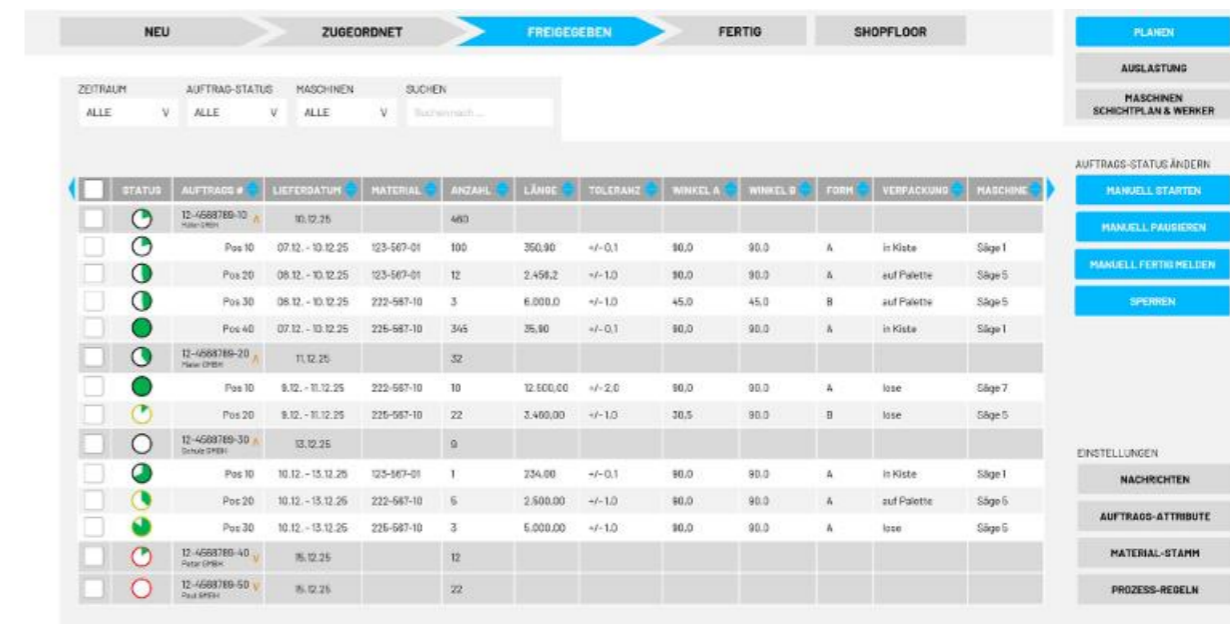 NEU ZUGEORDNET FREIGEGEBEN FERTIG SHOPFLOOR
PLANEN
AUSLASTUNG
MASCHINEN
SCHICHTPLAN & WERKER
ZEITRAUM AUFTRAG-STATUS MASCHINEN SUCHEN
ALLE V ALLE V ALLE V Suchen nach ...
AUFTRAGS-STATUS ÄNDERN
MANUELL STARTEN
MANUELL PAUSIEREN
MANUELL FERTIG MELDEN
SPERREN
STATUS AUFTRAGS # LIEFERDATUM MATERIAL ANZAHL LÄNGE TOLERANZ WINKEL A WINKEL B FORM VERPACKUNG MASCHINE
12-4568789-10 10.12.25 460
Pos 10 07.12. - 10.12.25 123-567-01 100 350,90 +/- 0,1 90,0 90,0 A in Kiste Säge 1
Pos 20 08.12. - 10.12.25 123-567-01 12 2.456,2 +/- 1,0 90,0 90,0 A auf Palette Säge 5
Pos 30 08.12. - 10.12.25 222-567-10 3 6.000,0 +/- 1,0 45,0 45,0 B auf Palette Säge 5
Pos 40 07.12. - 10.12.25 225-567-10 345 35,90 +/- 0,1 90,0 90,0 A in Kiste Säge 1
12-4568789-20 11.12.25 32
Pos 10 9.12. - 11.12.25 222-567-10 10 12.500,00 +/- 2,0 90,0 90,0 A lose Säge 7
Pos 20 9.12. - 11.12.25 225-567-10 22 3.400,00 +/- 1,0 30,5 90,0 B lose Säge 5
12-4568789-30 13.12.25 9
Pos 10 10.12. - 13.12.25 123-567-01 1 234,00 +/- 0,1 90,0 90,0 A in Kiste Säge 1
Pos 20 10.12. - 13.12.25 222-567-10 5 2.500,00 +/- 1,0 90,0 90,0 A auf Palette Säge 5
Pos 30 10.12. - 13.12.25 225-567-10 3 5.000,00 +/- 1,0 90,0 90,0 A lose Säge 5
12-4568789-40 15.12.25 12
12-4568789-50 15.12.25 22
EINSTELLUNGEN
NACHRICHTEN
AUFTRAGS-ATTRIBUTE
MATERIAL-STAMM
PROZESS-REGELN